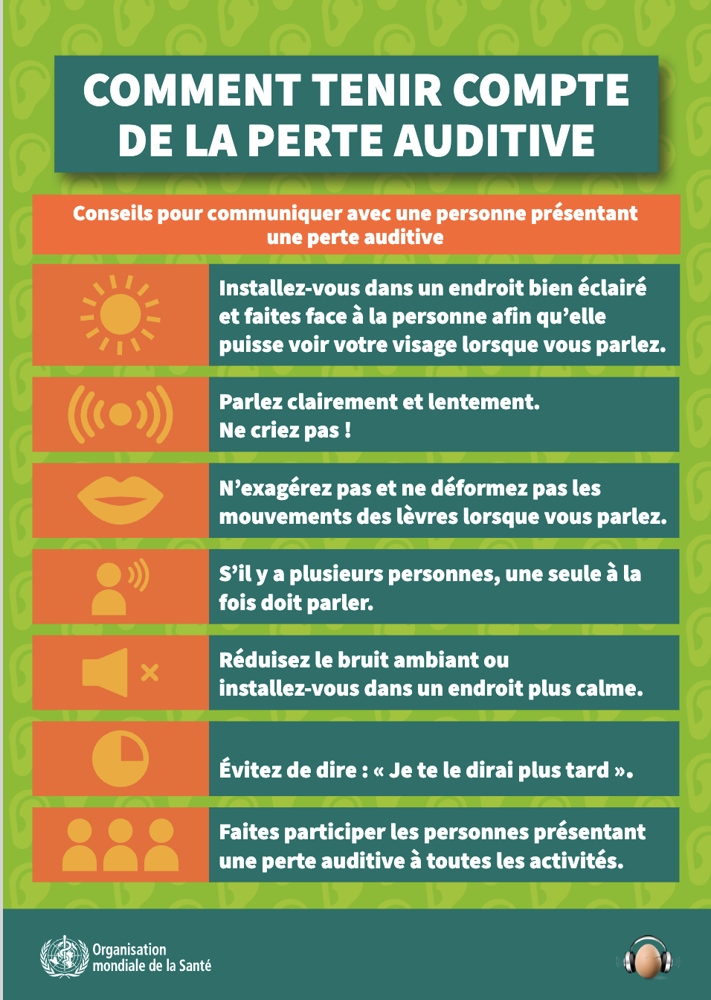 COMMENT TENIR COMPTE
DE LA PERTE AUDITIVE
Conseils pour communiquer avec une personne présentant
une perte auditive
Installez-vous dans un endroit bien éclairé
et faites face à la personne afin qu’elle
puisse voir votre visage lorsque vous parlez.
Parlez clairement et lentement.
Ne criez pas !
N’exagérez pas et ne déformez pas les
mouvements des lèvres lorsque vous parlez.
S’il y a plusieurs personnes, une seule à la
fois doit parler.
Réduisez le bruit ambiant ou
installez-vous dans un endroit plus calme.
Évitez de dire : « Je te le dirai plus tard ».
Faites participer les personnes présentant
une perte auditive à toutes les activités.
Organisation
mondiale de la Santé